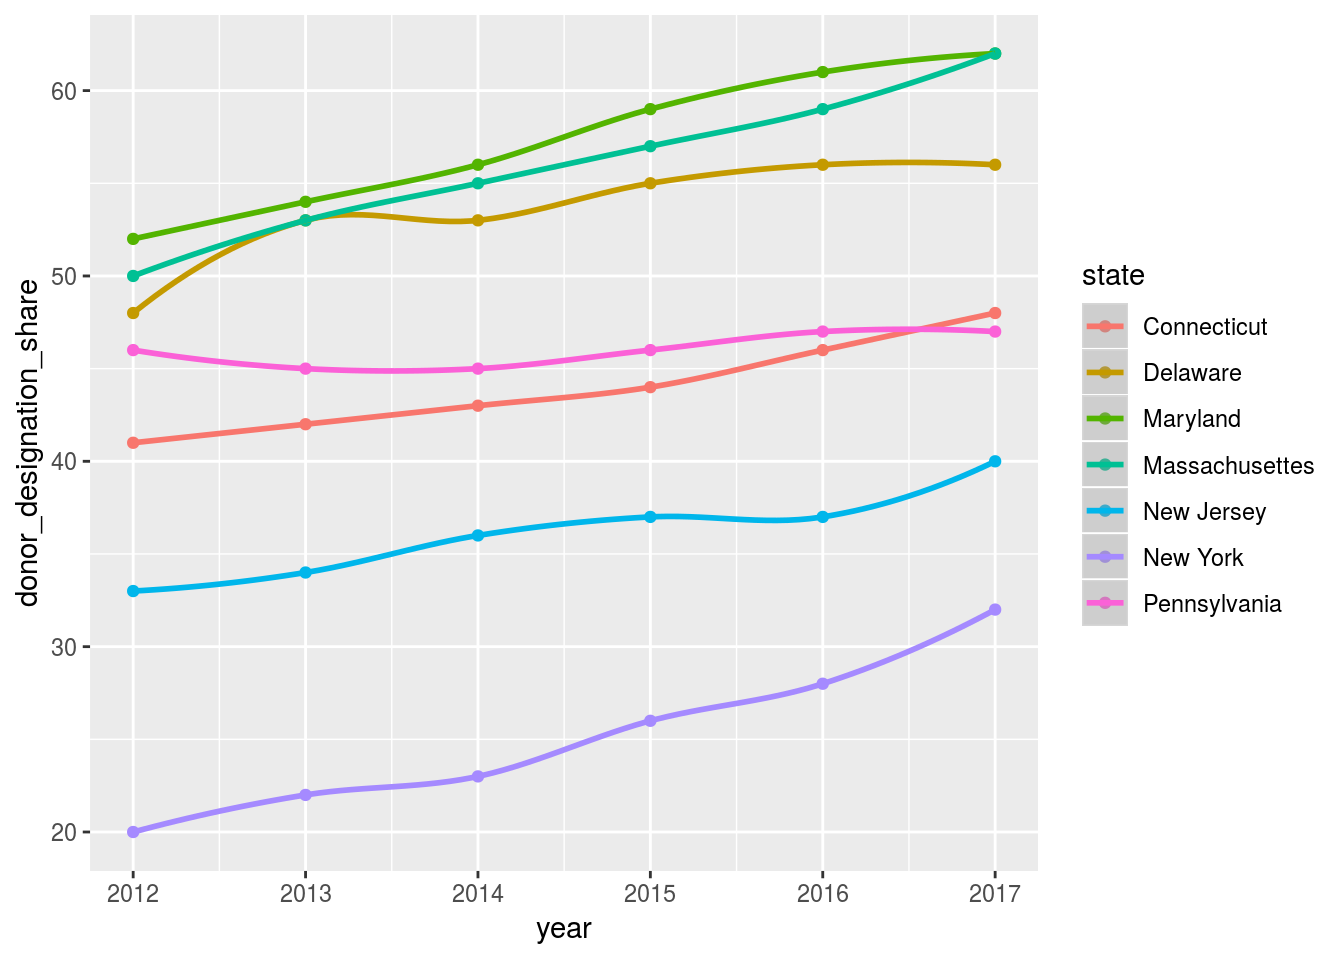 donor_designation_share
60
50
40
30
20
2012 2013 2014 2015 2016 2017
year
state
Connecticut
Delaware
Maryland
Massachusettes
New Jersey
New York
Pennsylvania